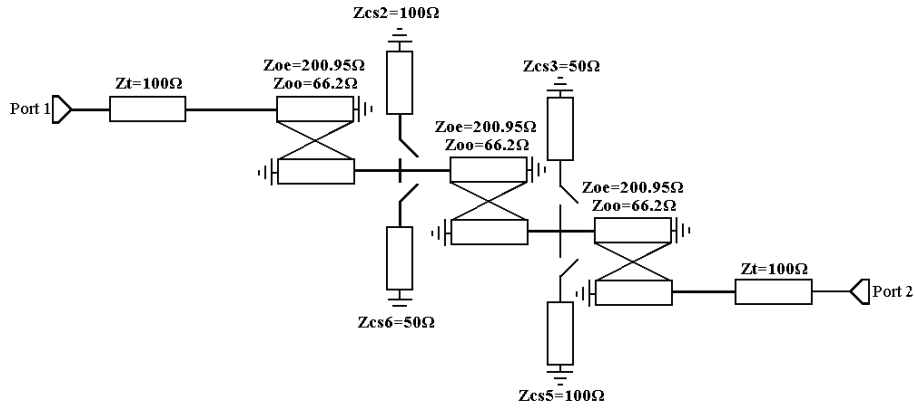 Zcs2=100Ω
Zoe=200.95Ω
Zoo=66.2Ω
Zt=100Ω
Port 1
Zcs3=50Ω
Zoe=200.95Ω
Zoo=66.2Ω
Zoe=200.95Ω
Zoo=66.2Ω
Zt=100Ω
Port 2
Zcs6=50Ω
Zcs5=100Ω